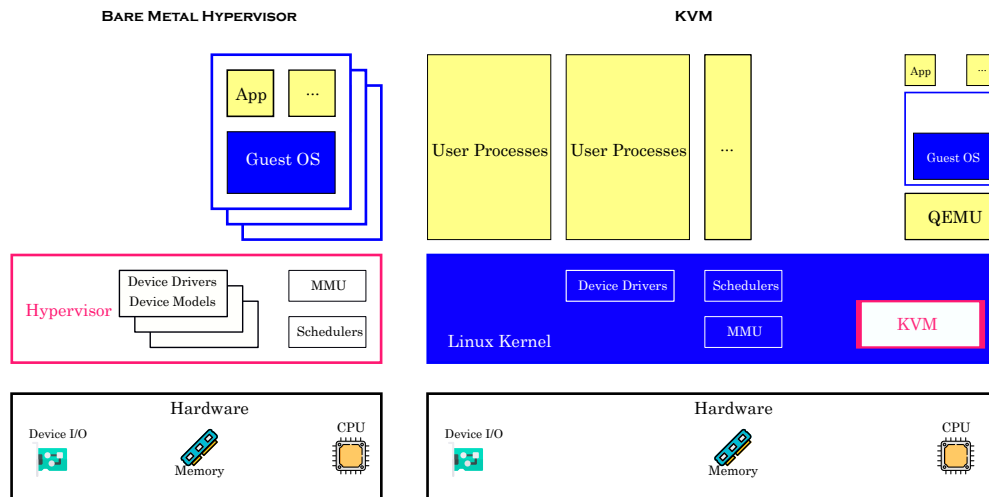 BARE METAL HYPERVISOR
App
...
Guest OS
Hypervisor
Device Drivers
Device Models
MMU
Schedulers
Hardware
Device I/O
Memory
CPU
KVM
User Processes
User Processes
...
App
...
Guest OS
QEMU
Device Drivers
Schedulers
MMU
Linux Kernel
KVM
Hardware
Device I/O
Memory
CPU